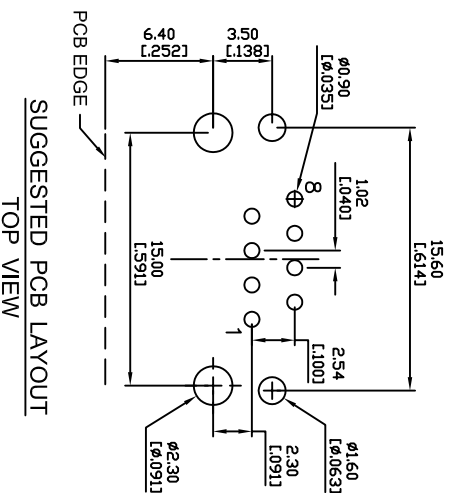 6.40
[.252]
3.50
[.138]
PCB EDGE
ø0.90
[ø.035]
8
1.02
[.040]
15.60
[.614]
15.00
[.591]
1
2.54
[.100]
2.30
[.091]
ø1.60
[ø.063]
ø2.30
[ø.091]
SUGGESTED PCB LAYOUT
TOP VIEW